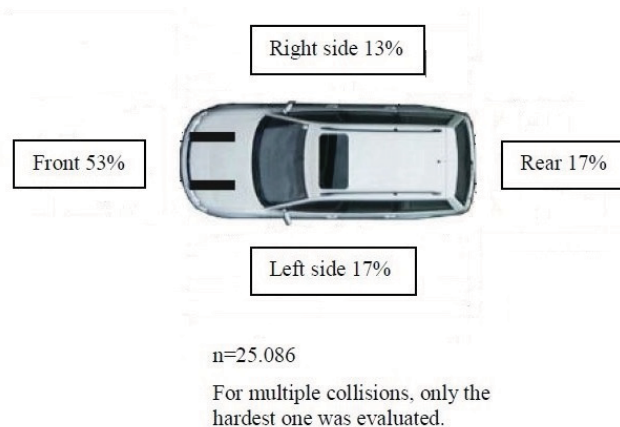 Right side 13%
Front 53%
Rear 17%
Left side 17%
n=25.086
For multiple collisions, only the
hardest one was evaluated.